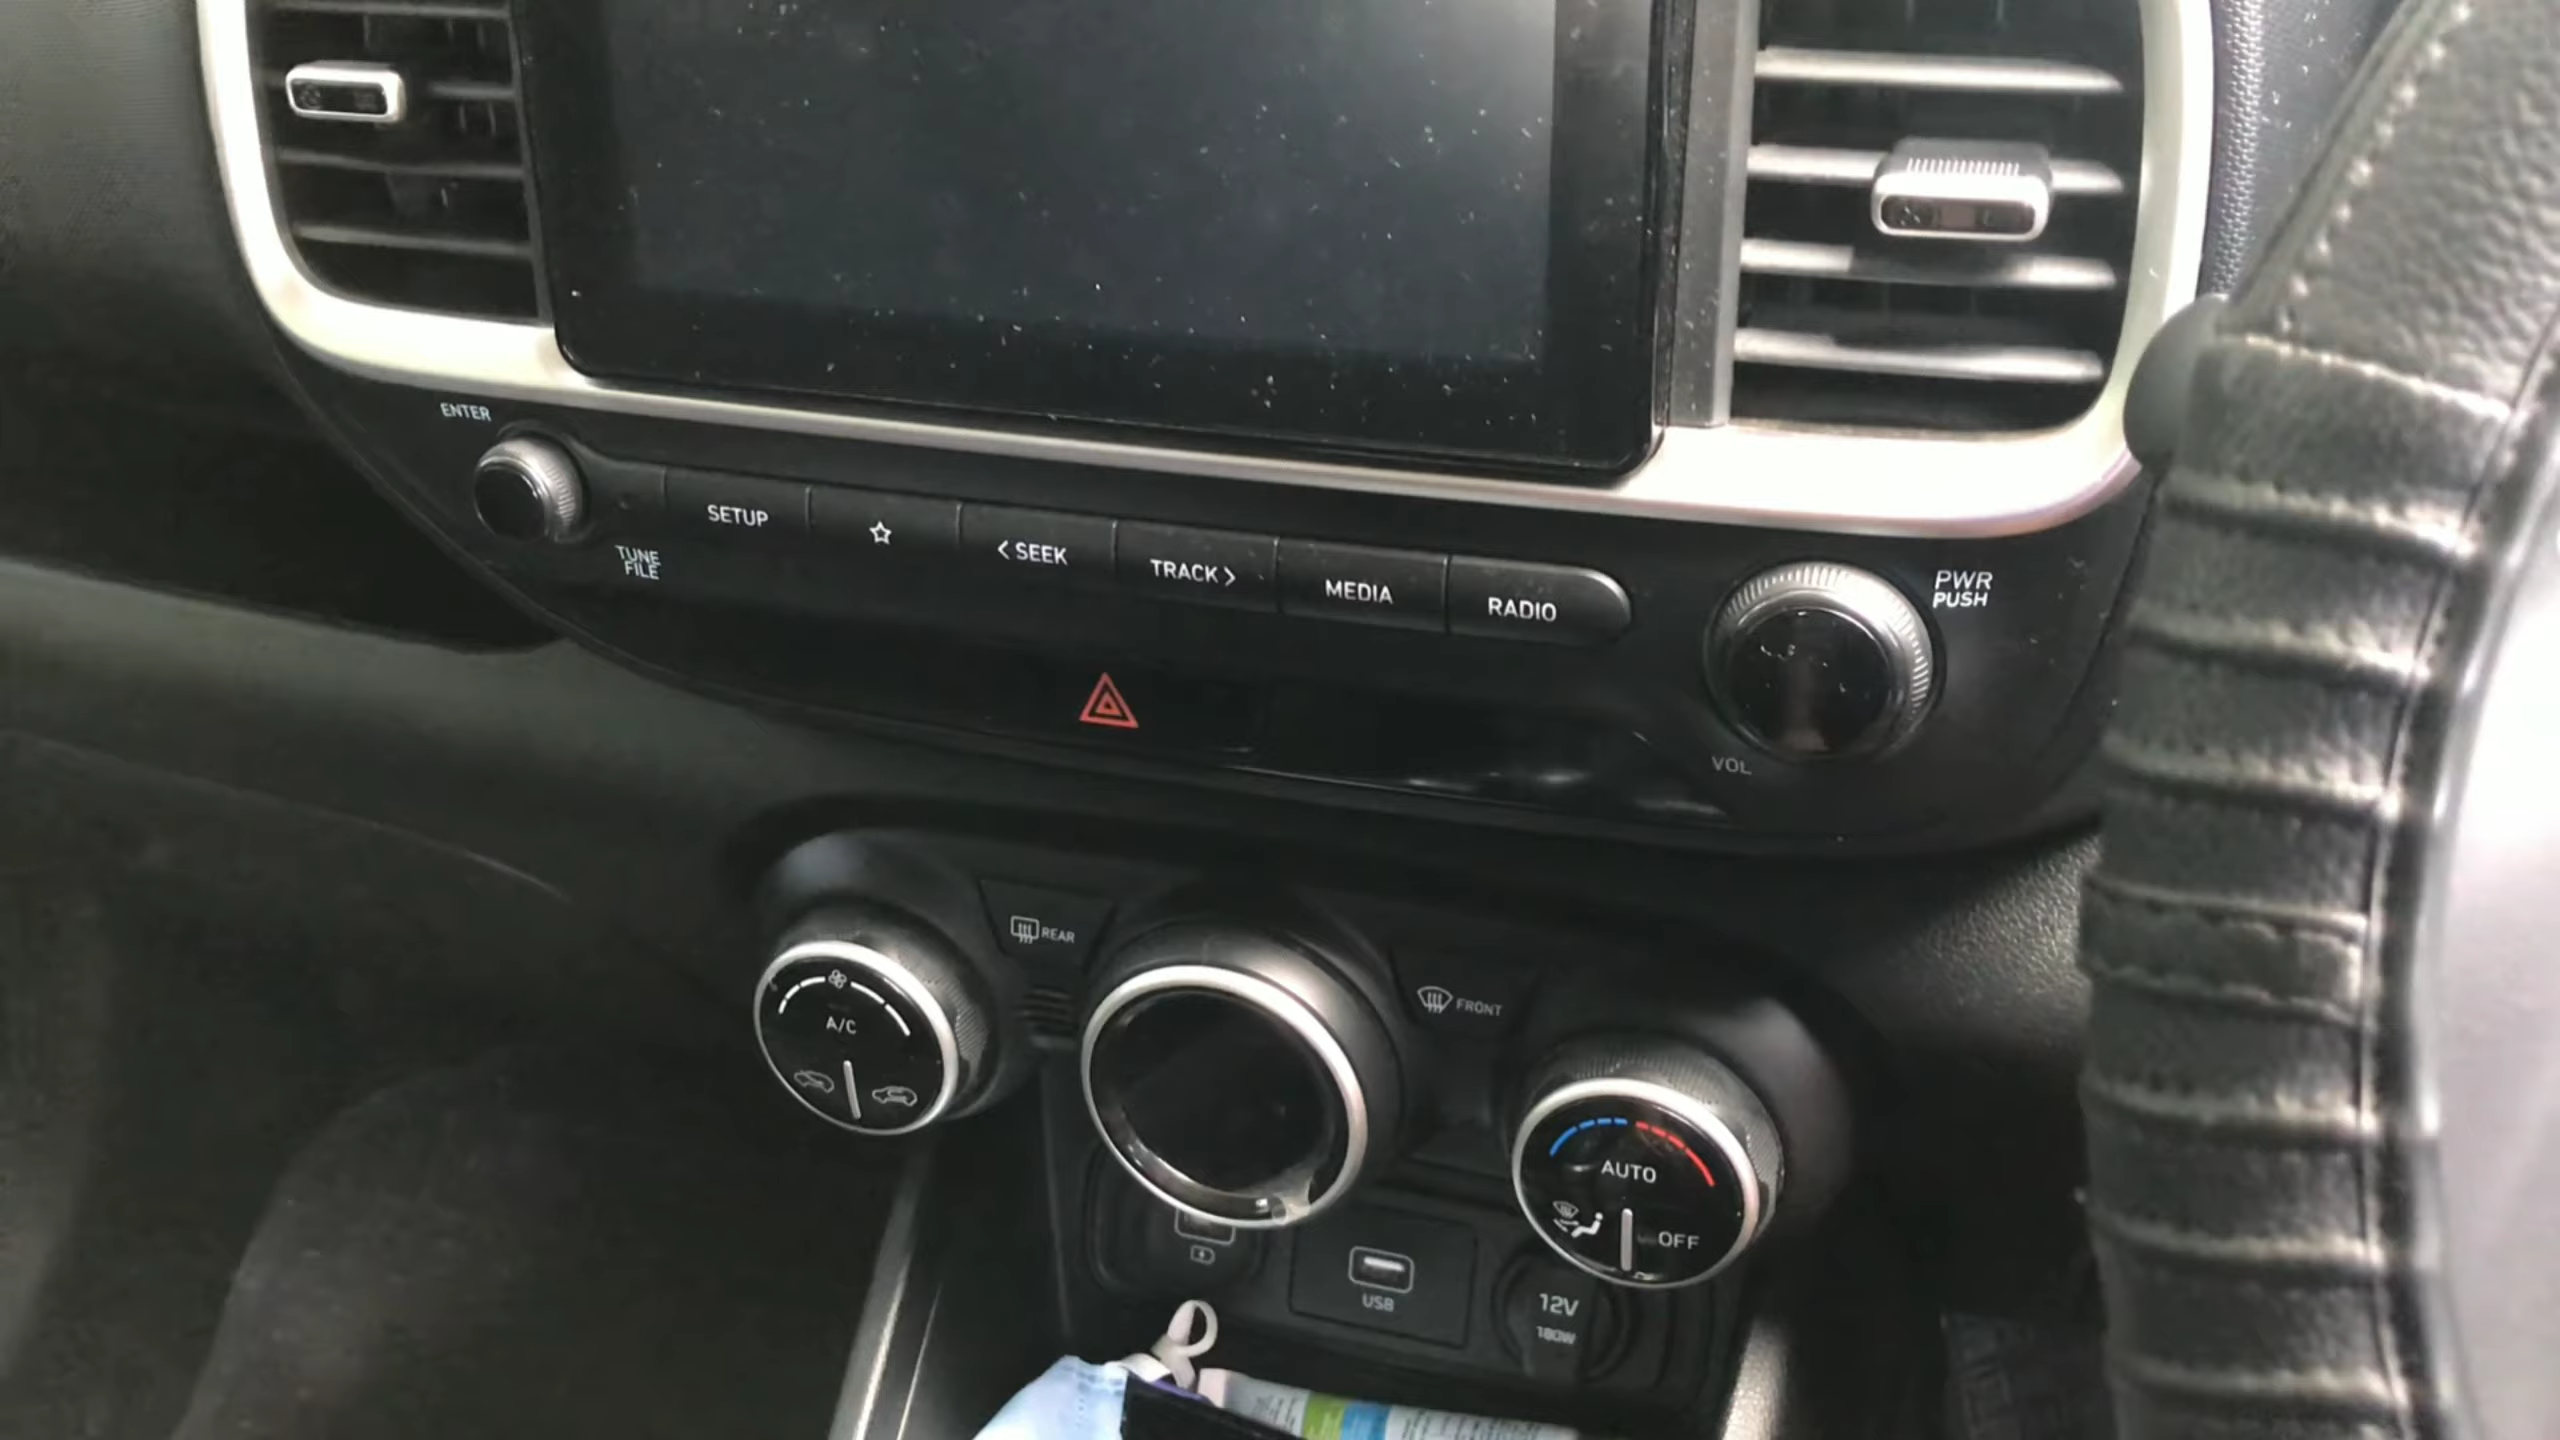 ENTER
TUNE
FILE
SETUP
< SEEK
TRACK >
MEDIA
RADIO
PWR
PUSH
VOL
REAR
FRONT
A/C
AUTO
OFF
USB
12V
180W